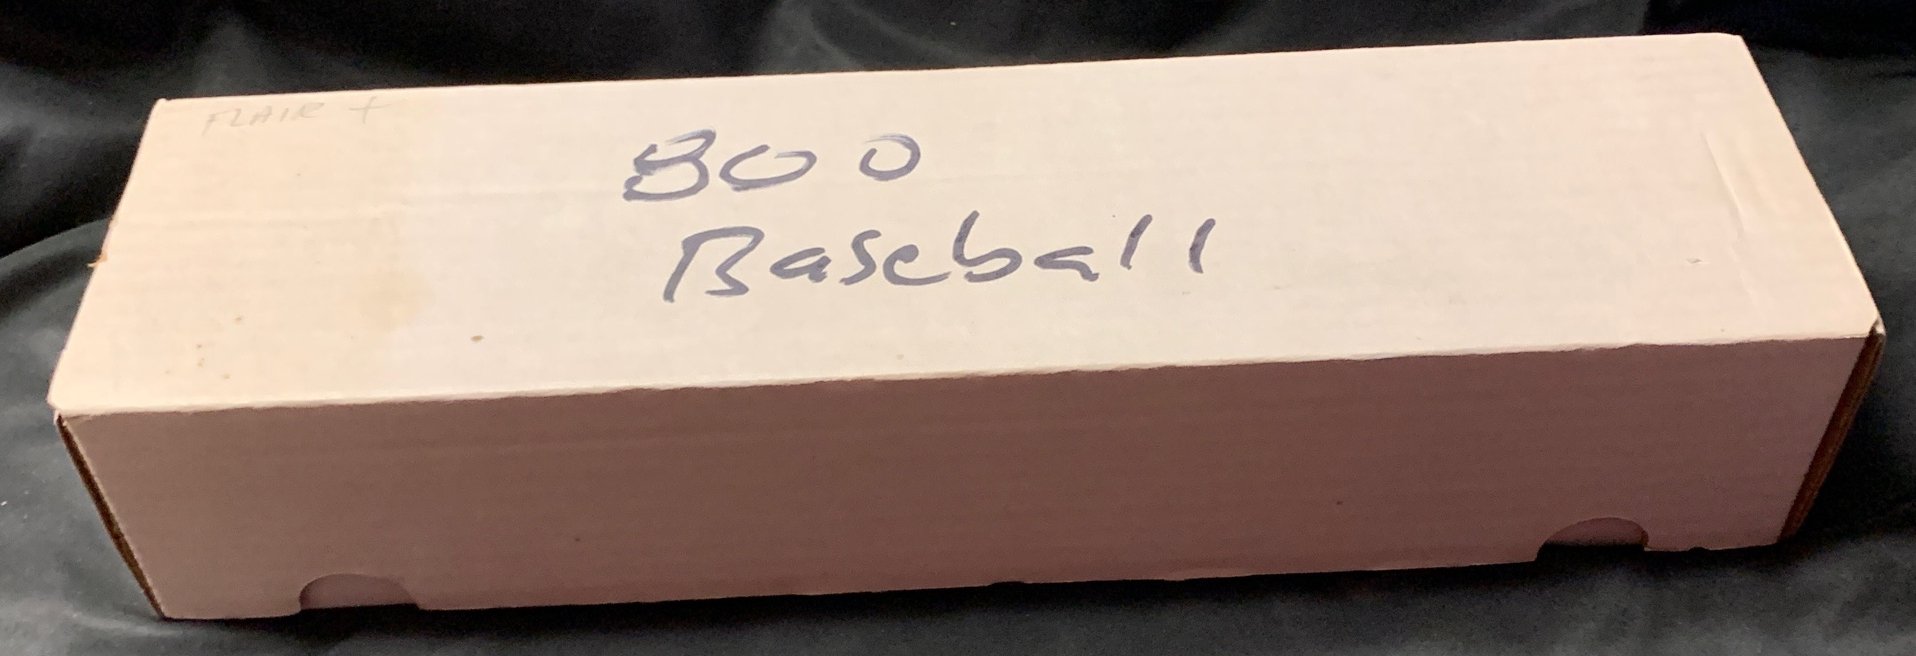 FLAIR +
800
Baseball